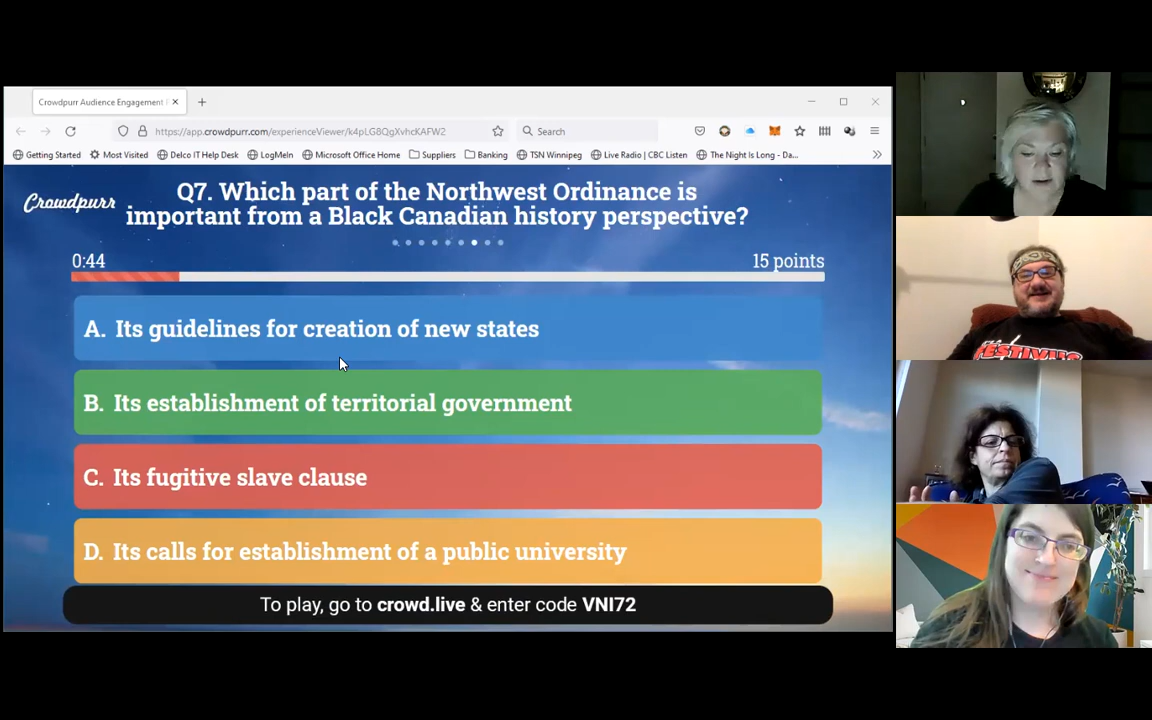 Crowdpurr Audience Engagement
https://app.crowdpurr.com/experienceViewer/k4pLG8QgXvhcKAFW2
Search
Getting Started
Most Visited
Delco IT Help Desk
LogMeIn
Microsoft Office Home
Suppliers
Banking
TSN Winnipeg
Live Radio | CBC Listen
The Night Is Long - Da...
Crowdpurr
Q7. Which part of the Northwest Ordinance is
important from a Black Canadian history perspective?
0:44
15 points
A. Its guidelines for creation of new states
B. Its establishment of territorial government
C. Its fugitive slave clause
D. Its calls for establishment of a public university
To play, go to crowd.live & enter code VNI72
FESTIVUS